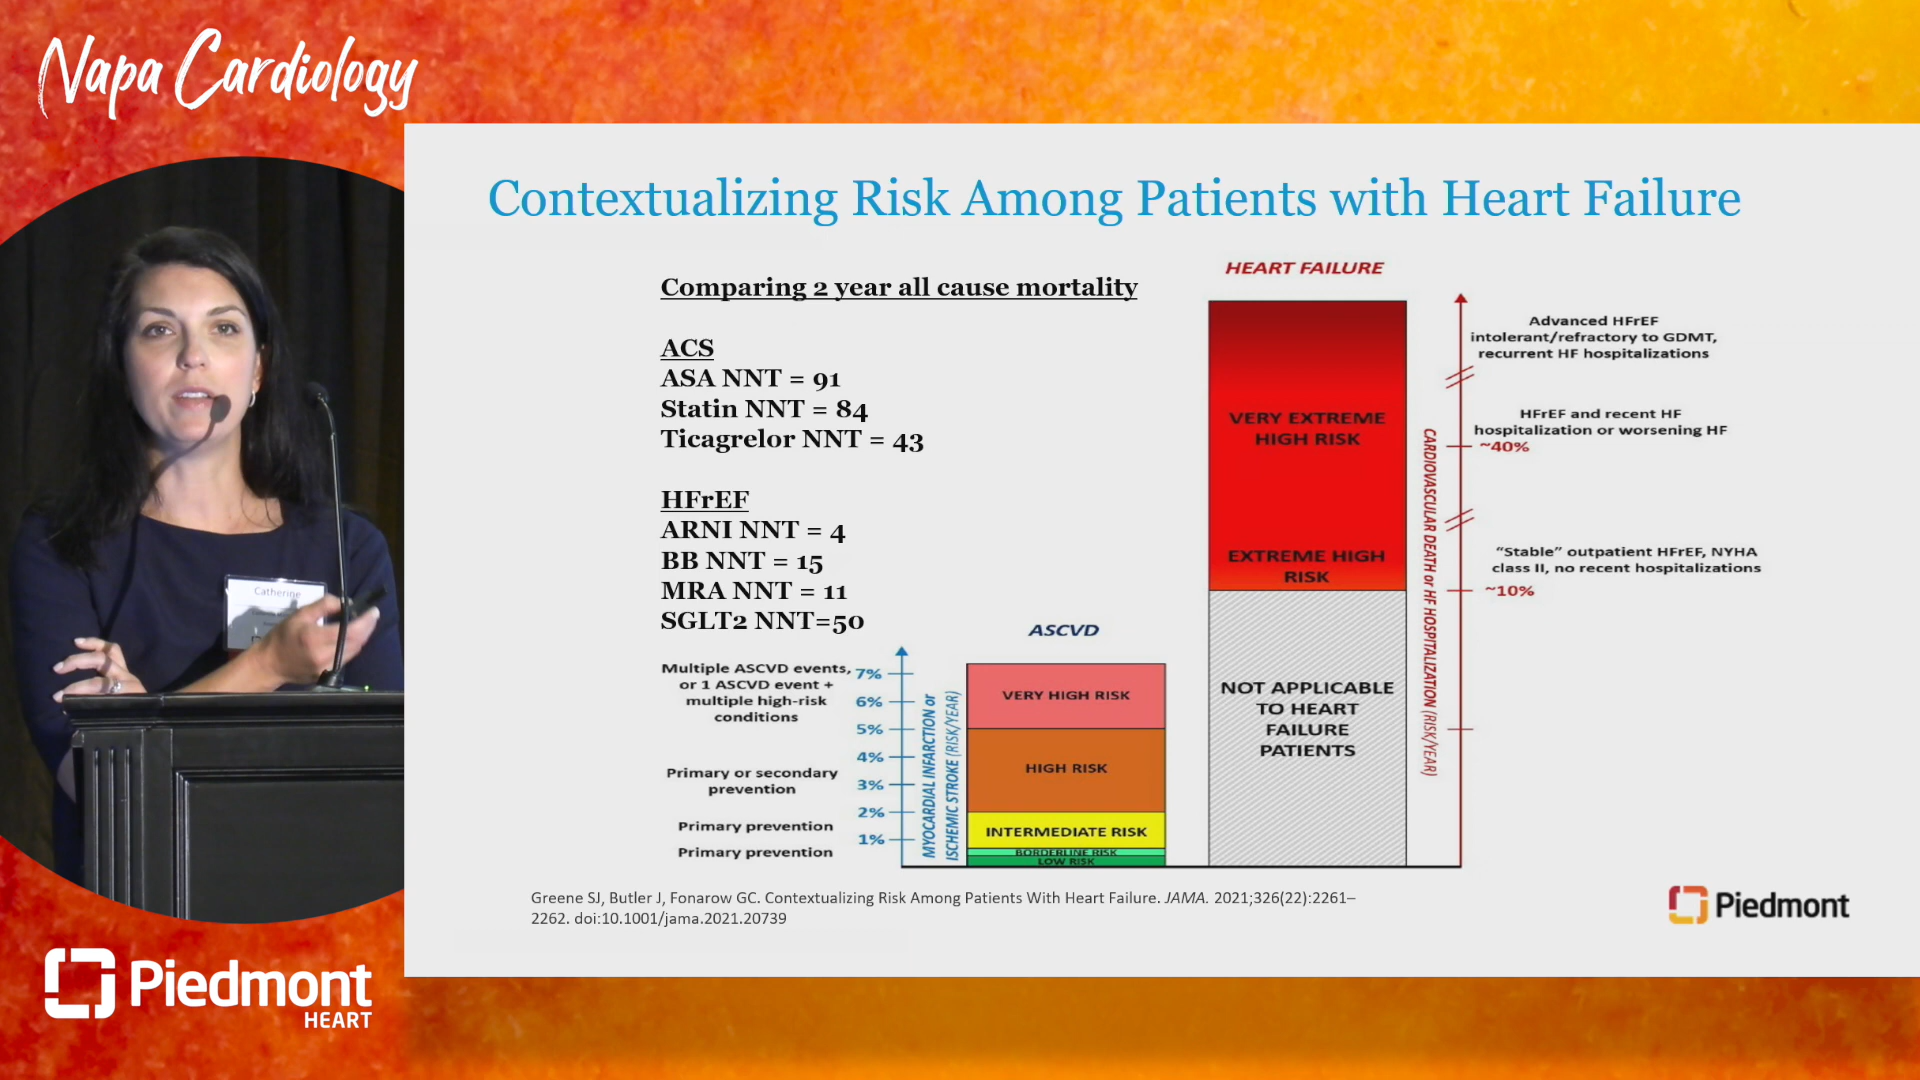 Napa Cardiology
Contextualizing Risk Among Patients with Heart Failure
Comparing 2 year all cause mortality
ACS
ASA NNT = 91
Statin NNT = 84
Ticagrelor NNT = 43
HFrEF
ARNI NNT = 4
BB NNT = 15
MRA NNT = 11
SGLT2 NNT=50
Multiple ASCVD events,
or 1 ASCVD event +
multiple high-risk
conditions
Primary or secondary
prevention
Primary prevention
Primary prevention
7%
6%
5%
4%
3%
2%
1%
MYOCARDIAL INFARCTION or
ISCHEMIC STROKE (RISK/YEAR)
ASCVD
VERY HIGH RISK
HIGH RISK
INTERMEDIATE RISK
BORDERLINE RISK
LOW RISK
HEART FAILURE
VERY EXTREME
HIGH RISK
EXTREME HIGH
RISK
NOT APPLICABLE
TO HEART
FAILURE
PATIENTS
CARDIOVASCULAR DEATH or HF HOSPITALIZATION (RISK/YEAR)
Advanced HFrEF
intolerant/refractory to GDMT,
recurrent HF hospitalizations
HFrEF and recent HF
hospitalization or worsening HF
~40%
"Stable" outpatient HFrEF, NYHA
class II, no recent hospitalizations
~10%
Greene SJ, Butler J, Fonarow GC. Contextualizing Risk Among Patients With Heart Failure. JAMA. 2021;326(22):2261–
2262. doi:10.1001/jama.2021.20739
Piedmont
Catherine
Piedmont
HEART